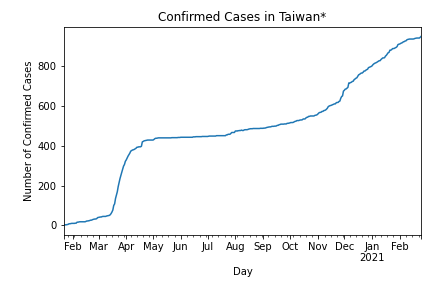 Confirmed Cases in Taiwan*
Number of Confirmed Cases
800
600
400
200
0
Feb Mar Apr May Jun Jul Aug Sep Oct Nov Dec Jan Feb
2021
Day